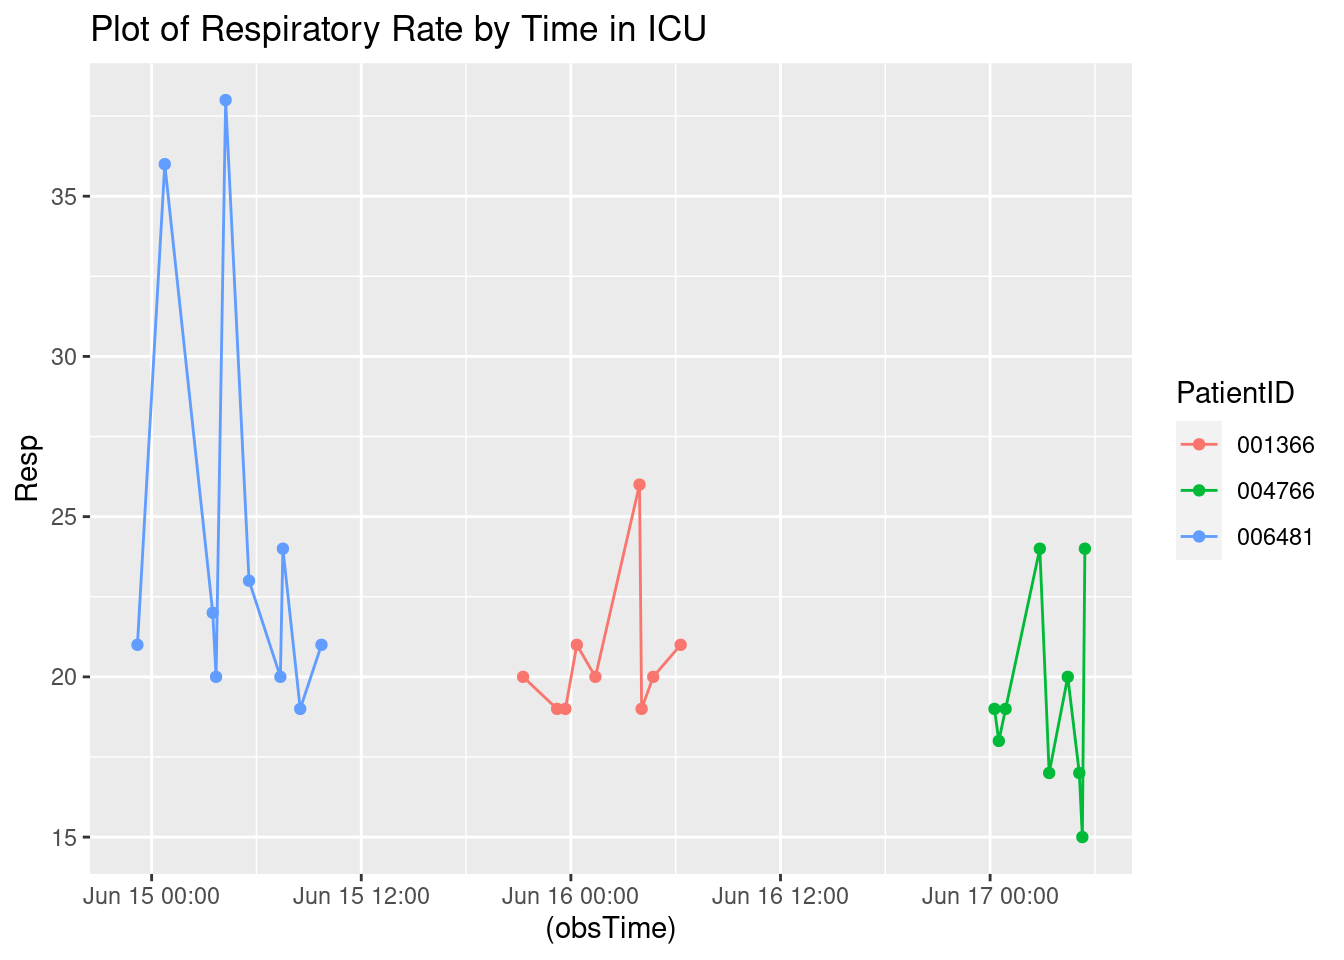 Plot of Respiratory Rate by Time in ICU
Resp
35
30
25
20
15
Jun 15 00:00
Jun 15 12:00
Jun 16 00:00
Jun 16 12:00
Jun 17 00:00
(obsTime)
PatientID
001366
004766
006481